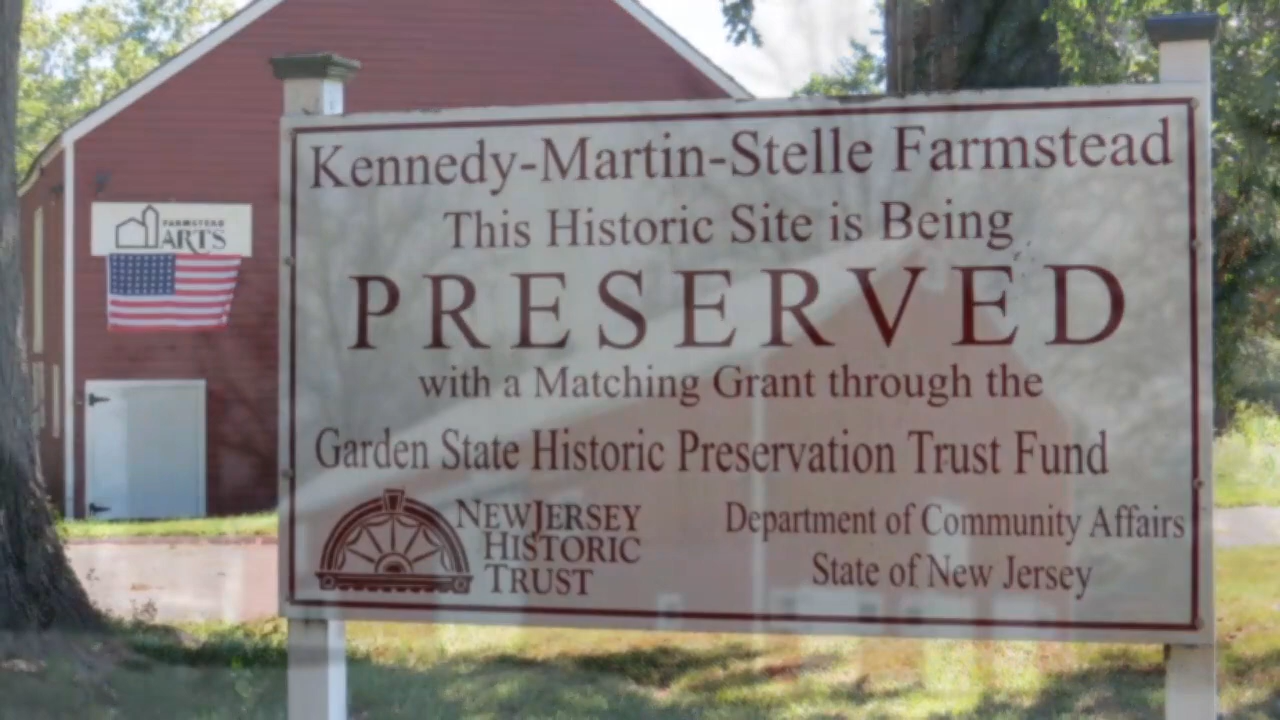 FARMSTEAD
ARTS
Kennedy-Martin-Stelle Farmstead
This Historic Site is Being
PRESERVED
with a Matching Grant through the
Garden State Historic Preservation Trust Fund
NEW JERSEY
HISTORIC
TRUST
Department of Community Affairs
State of New Jersey